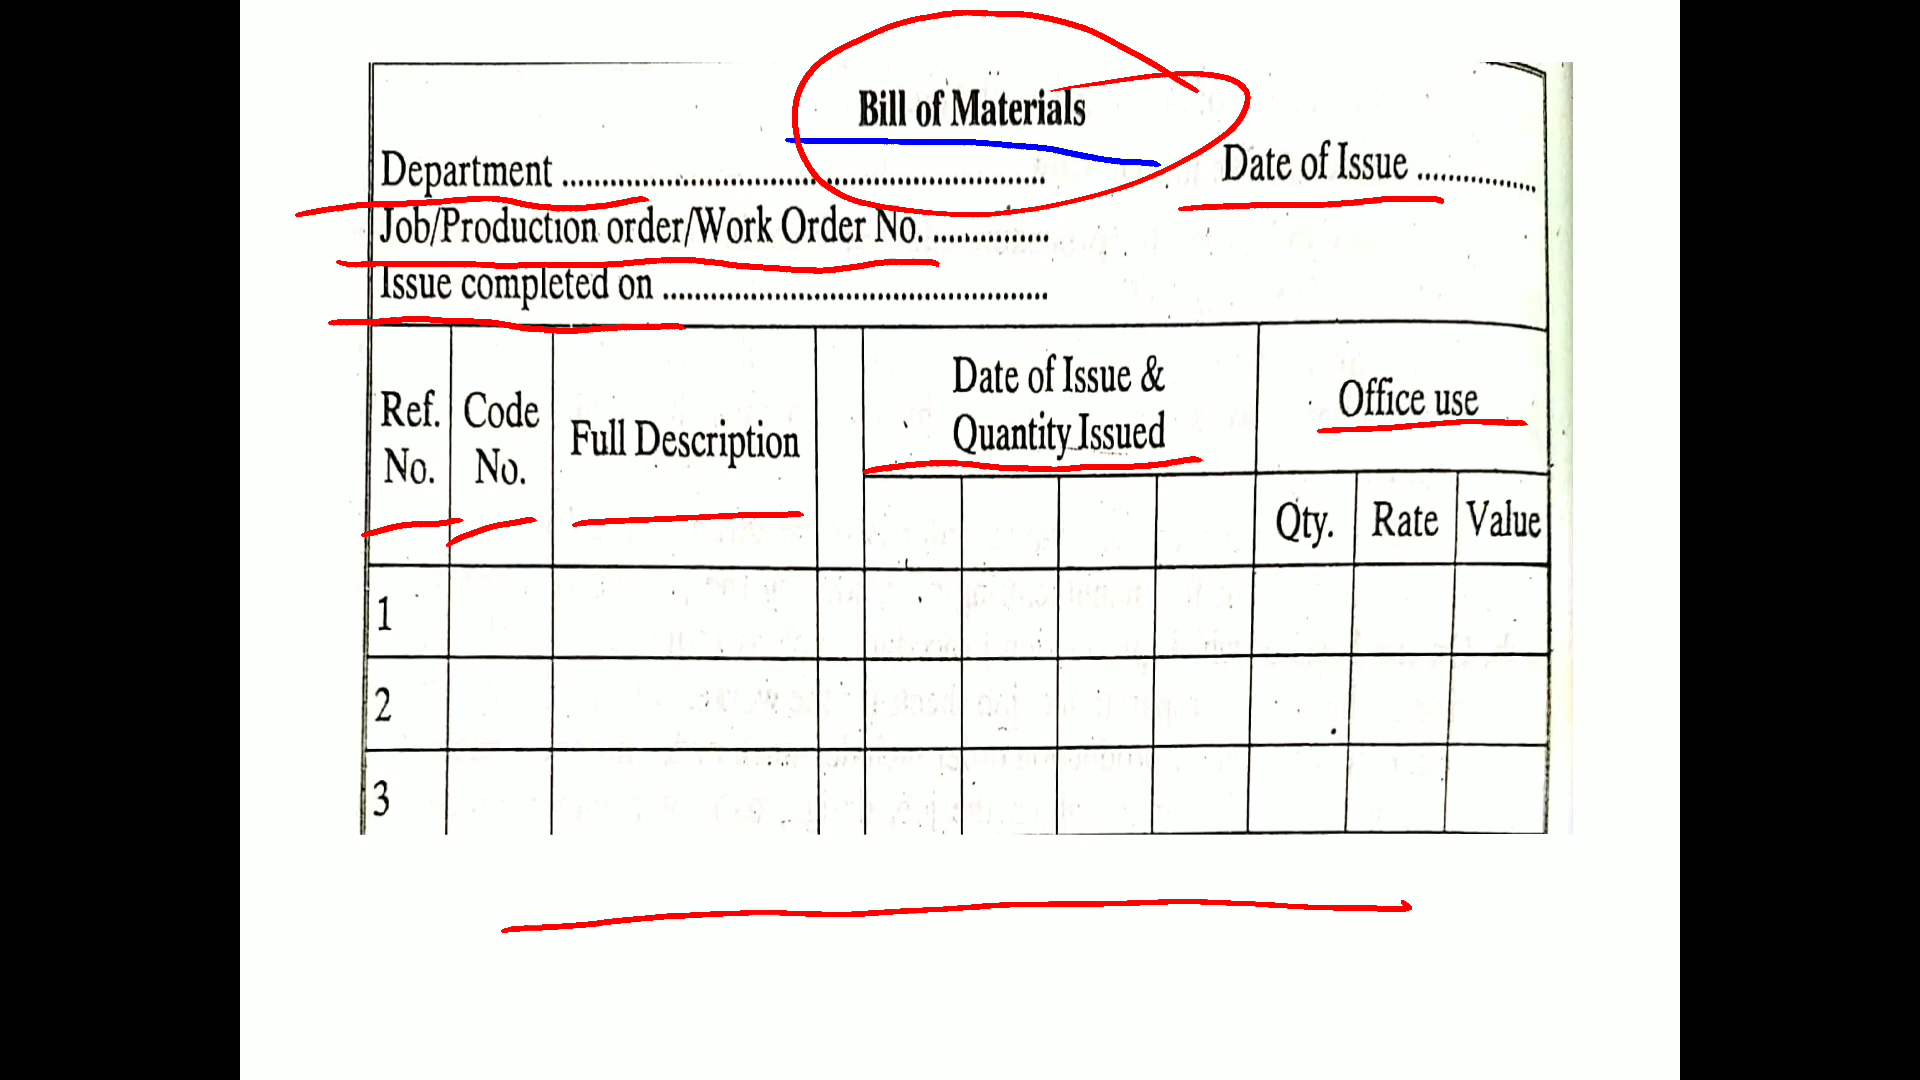 Bill of Materials
Department ............................................................ Date of Issue ...............
Job/Production order/Work Order No. ...............
Issue completed on ................................................
Ref. No. Code No. Full Description Date of Issue & Quantity Issued Office use
Qty. Rate Value
1
2
3